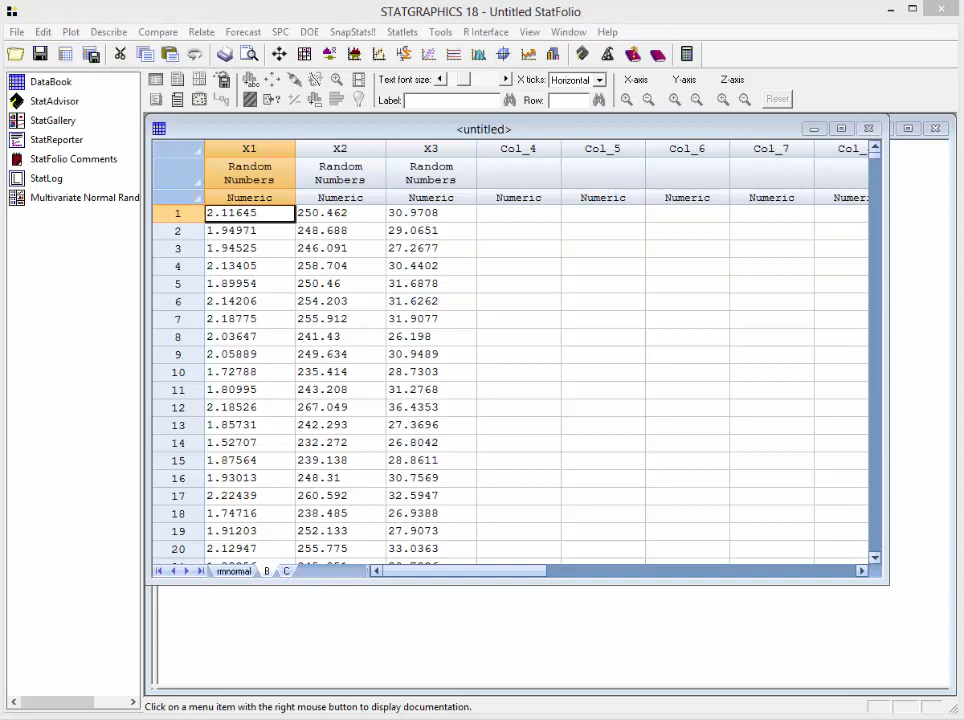 STATGRAPHICS 18 - Untitled StatFolio
File Edit Plot Describe Compare Relate Forecast SPC DOE SnapStats!! Statlets Tools R Interface View Window Help
DataBook
StatAdvisor
StatGallery
StatReporter
StatFolio Comments
StatLog
Multivariate Normal Rand
Text font size: X ticks: Horizontal X-axis Y-axis Z-axis
Log Label: Row: Reset
<untitled>
X1 X2 X3 Col_4 Col_5 Col_6 Col_7 Col_
Random Random Random
Numbers Numbers Numbers
Numeric Numeric Numeric Numeric Numeric Numeric Numeric Numer
1 2.11645 250.462 30.9708
2 1.94971 248.688 29.0651
3 1.94525 246.091 27.2677
4 2.13405 258.704 30.4402
5 1.89954 250.46 31.6878
6 2.14206 254.203 31.6262
7 2.18775 255.912 31.9077
8 2.03647 241.43 26.198
9 2.05889 249.634 30.9489
10 1.72788 235.414 28.7303
11 1.80995 243.208 31.2768
12 2.18526 267.049 36.4353
13 1.85731 242.293 27.3696
14 1.52707 232.272 26.8042
15 1.87564 239.138 28.8611
16 1.93013 248.31 30.7569
17 2.22439 260.592 32.5947
18 1.74716 238.485 26.9388
19 1.91203 252.133 27.9073
20 2.12947 255.775 33.0363
rmnormal B C
Click on a menu item with the right mouse button to display documentation.